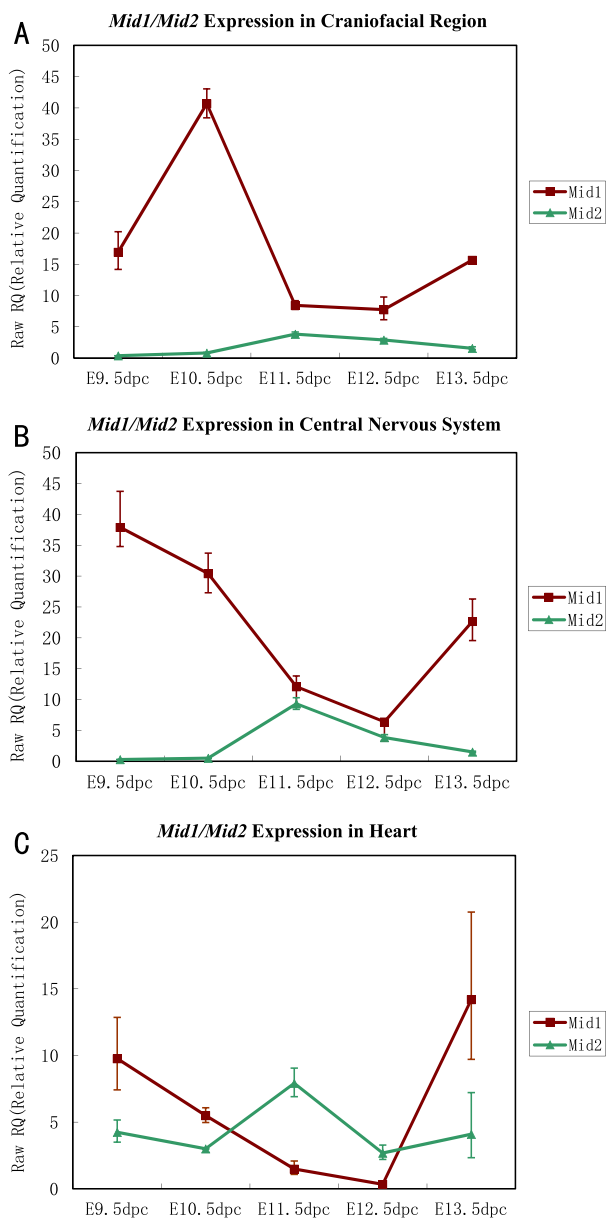 A
Mid1/Mid2 Expression in Craniofacial Region
Raw RQ(Relative Quantification)
50
45
40
35
30
25
20
15
10
5
0
E9.5dpc E10.5dpc E11.5dpc E12.5dpc E13.5dpc
Mid1
Mid2
B
Mid1/Mid2 Expression in Central Nervous System
Raw RQ(Relative Quantification)
50
45
40
35
30
25
20
15
10
5
0
E9.5dpc E10.5dpc E11.5dpc E12.5dpc E13.5dpc
Mid1
Mid2
C
Mid1/Mid2 Expression in Heart
Raw RQ(Relative Quantification)
25
20
15
10
5
0
E9.5dpc E10.5dpc E11.5dpc E12.5dpc E13.5dpc
Mid1
Mid2